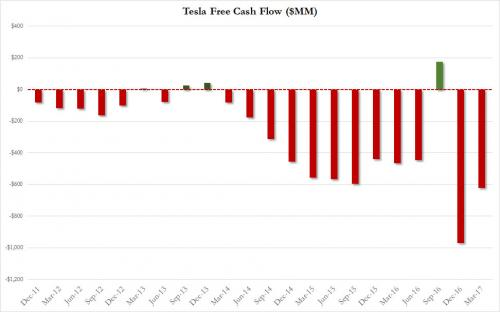 Tesla Free Cash Flow ($MM)
$400
$200
$0
-$200
-$400
-$600
-$800
-$1,000
-$1,200
Dec-11
Mar-12
Jun-12
Sep-12
Dec-12
Mar-13
Jun-13
Sep-13
Dec-13
Mar-14
Jun-14
Sep-14
Dec-14
Mar-15
Jun-15
Sep-15
Dec-15
Mar-16
Jun-16
Sep-16
Dec-16
Mar-17